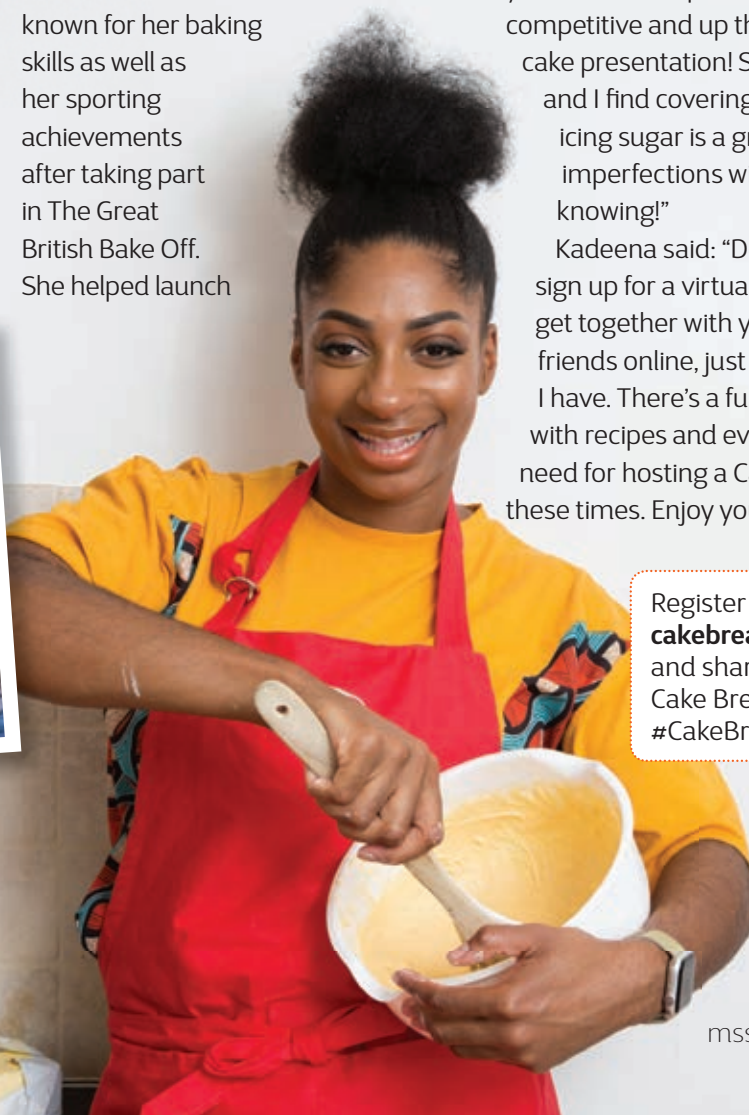 known for her baking
skills as well as
her sporting
achievements
after taking part
in The Great
British Bake Off.
She helped launch
competitive and up th
cake presentation! S
and I find covering
icing sugar is a gr
imperfections w
knowing!”
Kadeena said: “D
sign up for a virtua
get together with y
friends online, just
I have. There’s a fu
with recipes and ev
need for hosting a C
these times. Enjoy yo
Register
cakebrea
and shar
Cake Bre
#CakeBr
mss